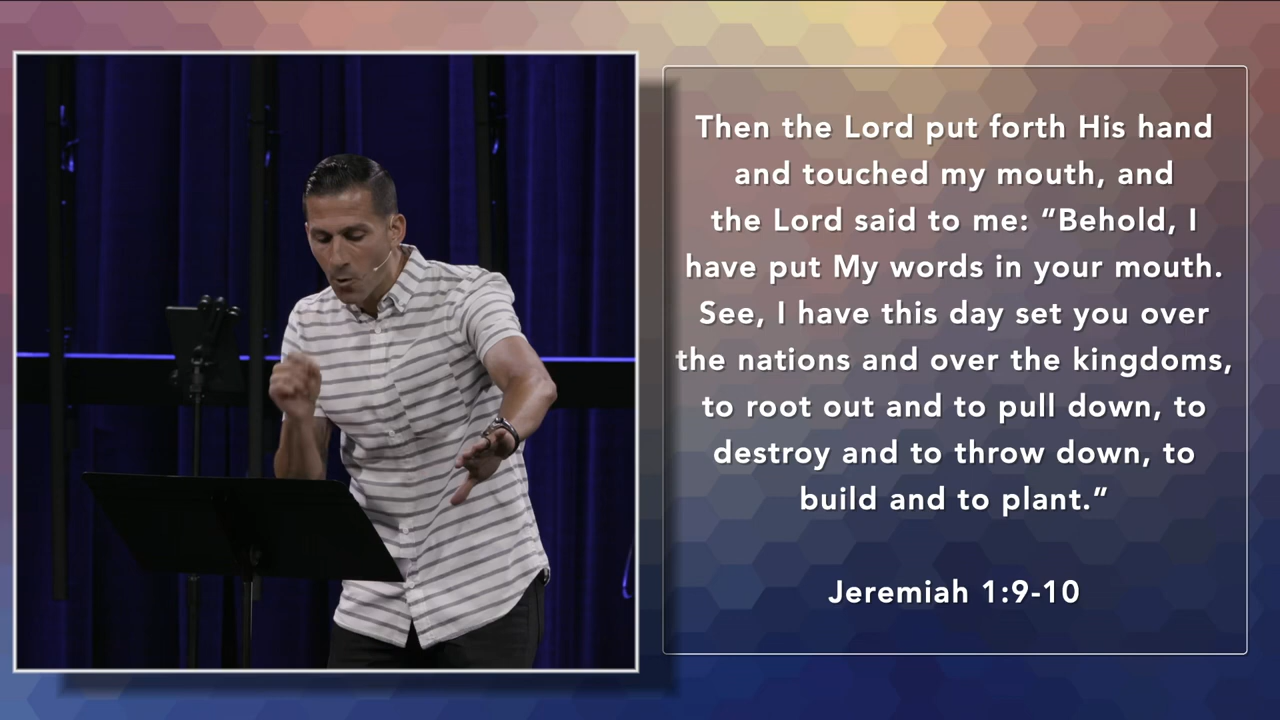 Then the Lord put forth His hand
and touched my mouth, and
the Lord said to me: “Behold, I
have put My words in your mouth.
See, I have this day set you over
the nations and over the kingdoms,
to root out and to pull down, to
destroy and to throw down, to
build and to plant.”
Jeremiah 1:9-10